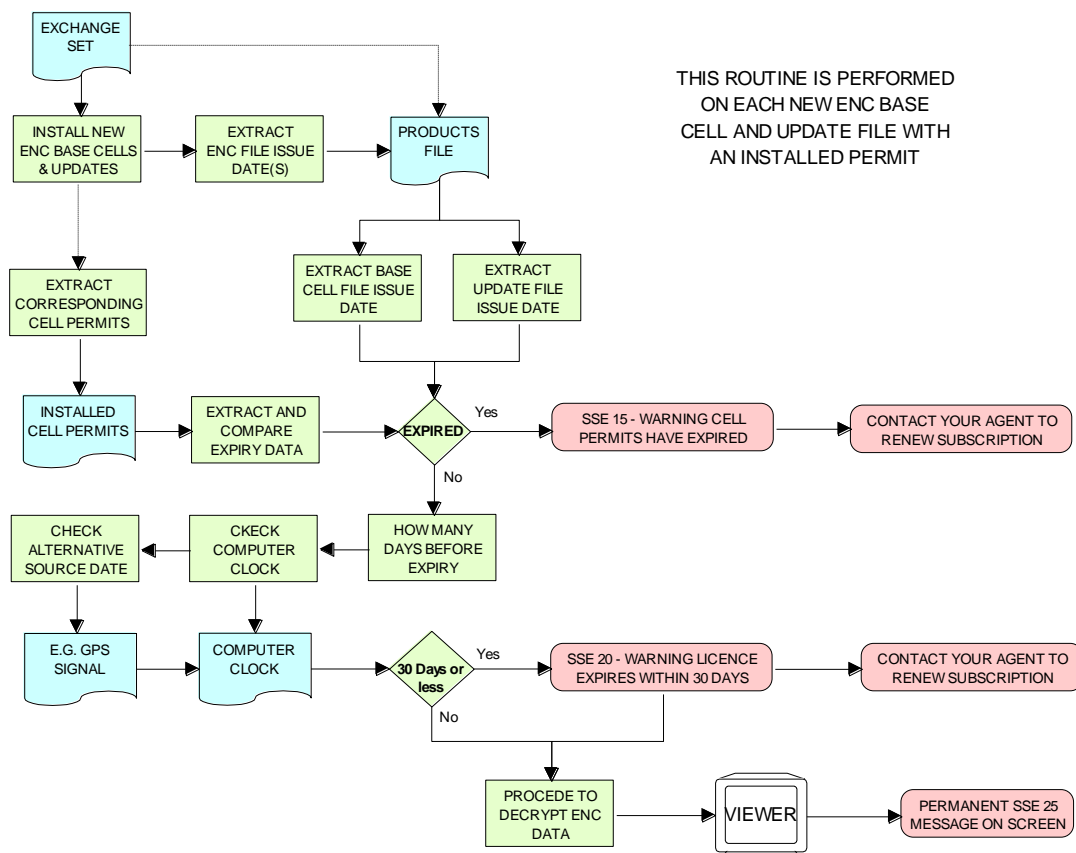 EXCHANGE
SET
THIS ROUTINE IS PERFORMED
ON EACH NEW ENC BASE
CELL AND UPDATE FILE WITH
AN INSTALLED PERMIT
INSTALL NEW
ENC BASE CELLS
& UPDATES
EXTRACT
ENC FILE ISSUE
DATE(S)
PRODUCTS
FILE
EXTRACT
CORRESPONDING
CELL PERMITS
EXTRACT BASE
CELL FILE ISSUE
DATE
EXTRACT
UPDATE FILE
ISSUE DATE
INSTALLED
CELL PERMITS
EXTRACT AND
COMPARE
EXPIRY DATA
EXPIRED
Yes
No
SSE 15 - WARNING CELL
PERMITS HAVE EXPIRED
CONTACT YOUR AGENT TO
RENEW SUBSCRIPTION
CHECK
ALTERNATIVE
SOURCE DATE
CKECK
COMPUTER
CLOCK
HOW MANY
DAYS BEFORE
EXPIRY
E.G. GPS
SIGNAL
COMPUTER
CLOCK
30 Days or
less
Yes
No
SSE 20 - WARNING LICENCE
EXPIRES WITHIN 30 DAYS
CONTACT YOUR AGENT TO
RENEW SUBSCRIPTION
PROCEDE TO
DECRYPT ENC
DATA
VIEWER
PERMANENT SSE 25
MESSAGE ON SCREEN